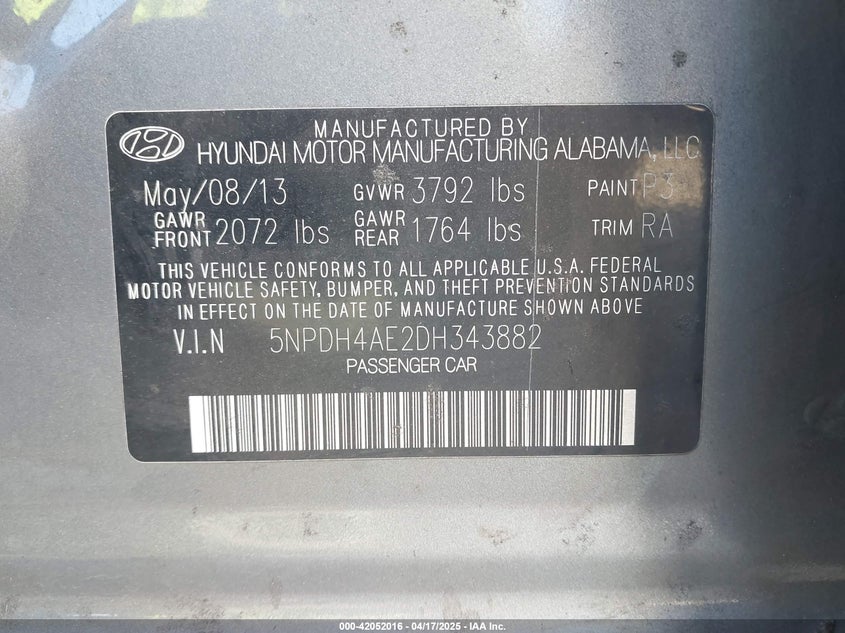 MANUFACTURED BY
HYUNDAI MOTOR MANUFACTURING ALABAMA, LLC
May/08/13 GVWR 3792 lbs PAINT P3
GAWR FRONT 2072 lbs GAWR REAR 1764 lbs TRIM RA
THIS VEHICLE CONFORMS TO ALL APPLICABLE U.S.A. FEDERAL
MOTOR VEHICLE SAFETY, BUMPER, AND THEFT PREVENTION STANDARDS
IN EFFECT ON THE DATE OF MANUFACTURE SHOWN ABOVE
V.I.N 5NPDH4AE2DH343882
PASSENGER CAR
000-42052016 - 04/17/2025 - IAA Inc.